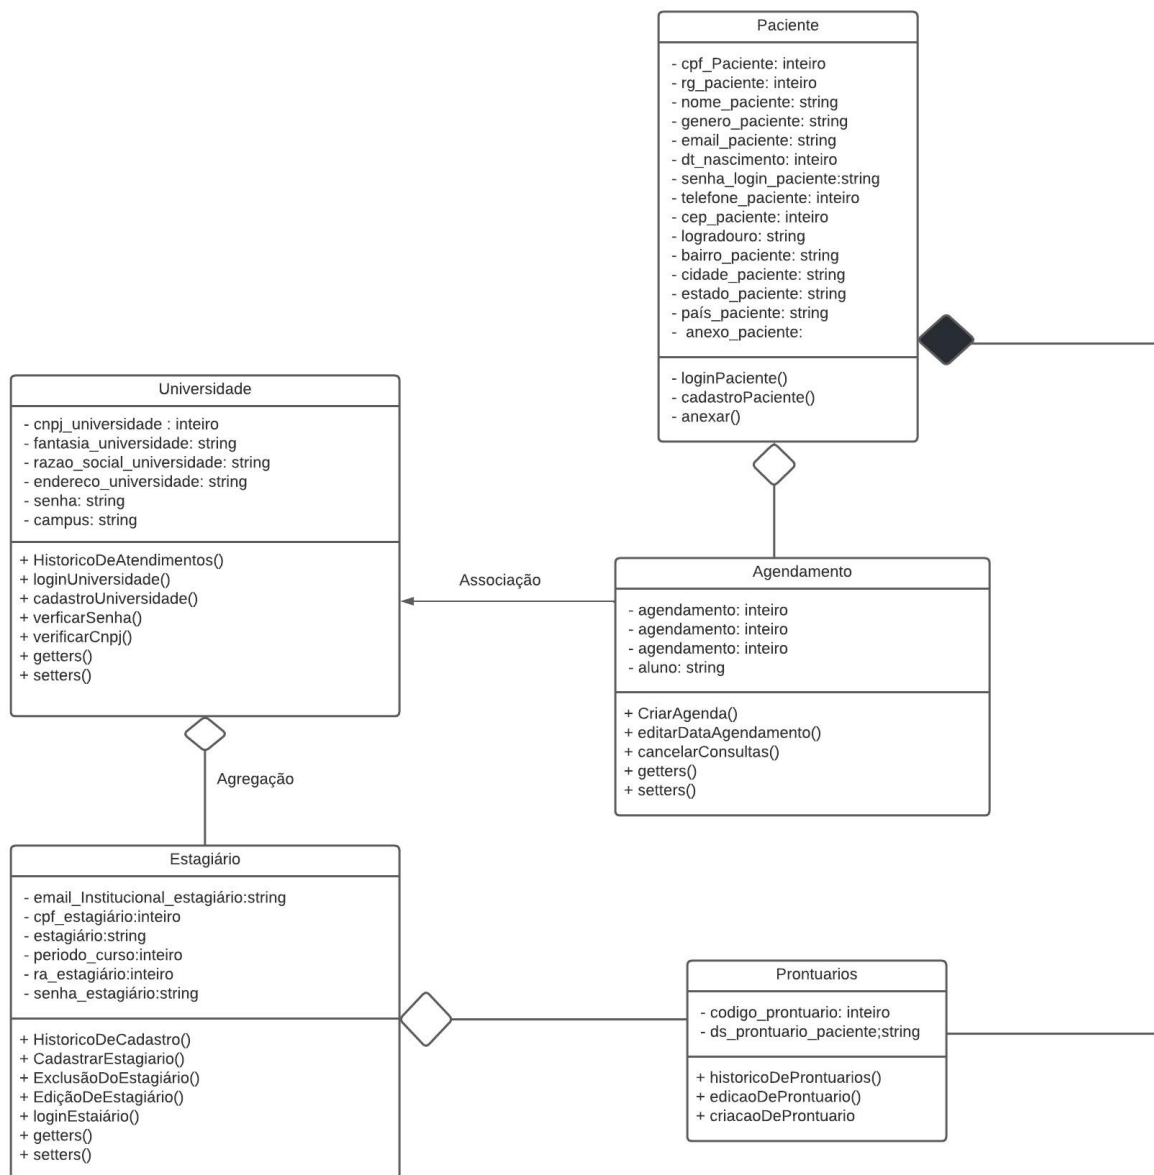 Paciente
- cpf_Paciente: inteiro
- rg_paciente: inteiro
- nome_paciente: string
- genero_paciente: string
- email_paciente: string
- dt_nascimento: inteiro
- senha_login_paciente:string
- telefone_paciente: inteiro
- cep_paciente: inteiro
- logradouro: string
- bairro_paciente: string
- cidade_paciente: string
- estado_paciente: string
- país_paciente: string
- anexo_paciente:
- loginPaciente()
- cadastroPaciente()
- anexar()
Universidade
- cnpj_universidade : inteiro
- fantasia_universidade: string
- razao_social_universidade: string
- endereco_universidade: string
- senha: string
- campus: string
+ HistoricoDeAtendimentos()
+ loginUniversidade()
+ cadastroUniversidade()
+ verficarSenha()
+ verificarCnpj()
+ getters()
+ setters()
Associação
Agendamento
- agendamento: inteiro
- agendamento: inteiro
- agendamento: inteiro
- aluno: string
+ CriarAgenda()
+ editarDataAgendamento()
+ cancelarConsultas()
+ getters()
+ setters()
Agregação
Estagiário
- email_Institucional_estagiário:string
- cpf_estagiário:inteiro
- estagiário:string
- periodo_curso:inteiro
- ra_estagiário:inteiro
- senha_estagiário:string
+ HistoricoDeCadastro()
+ CadastrarEstagiario()
+ ExclusãoDoEstagiário()
+ EdiçãoDeEstagiário()
+ loginEstaiário()
+ getters()
+ setters()
Prontuarios
- codigo_prontuario: inteiro
- ds_prontuario_paciente;string
+ historicoDeProntuarios()
+ edicaoDeProntuario()
+ criacaoDeProntuario